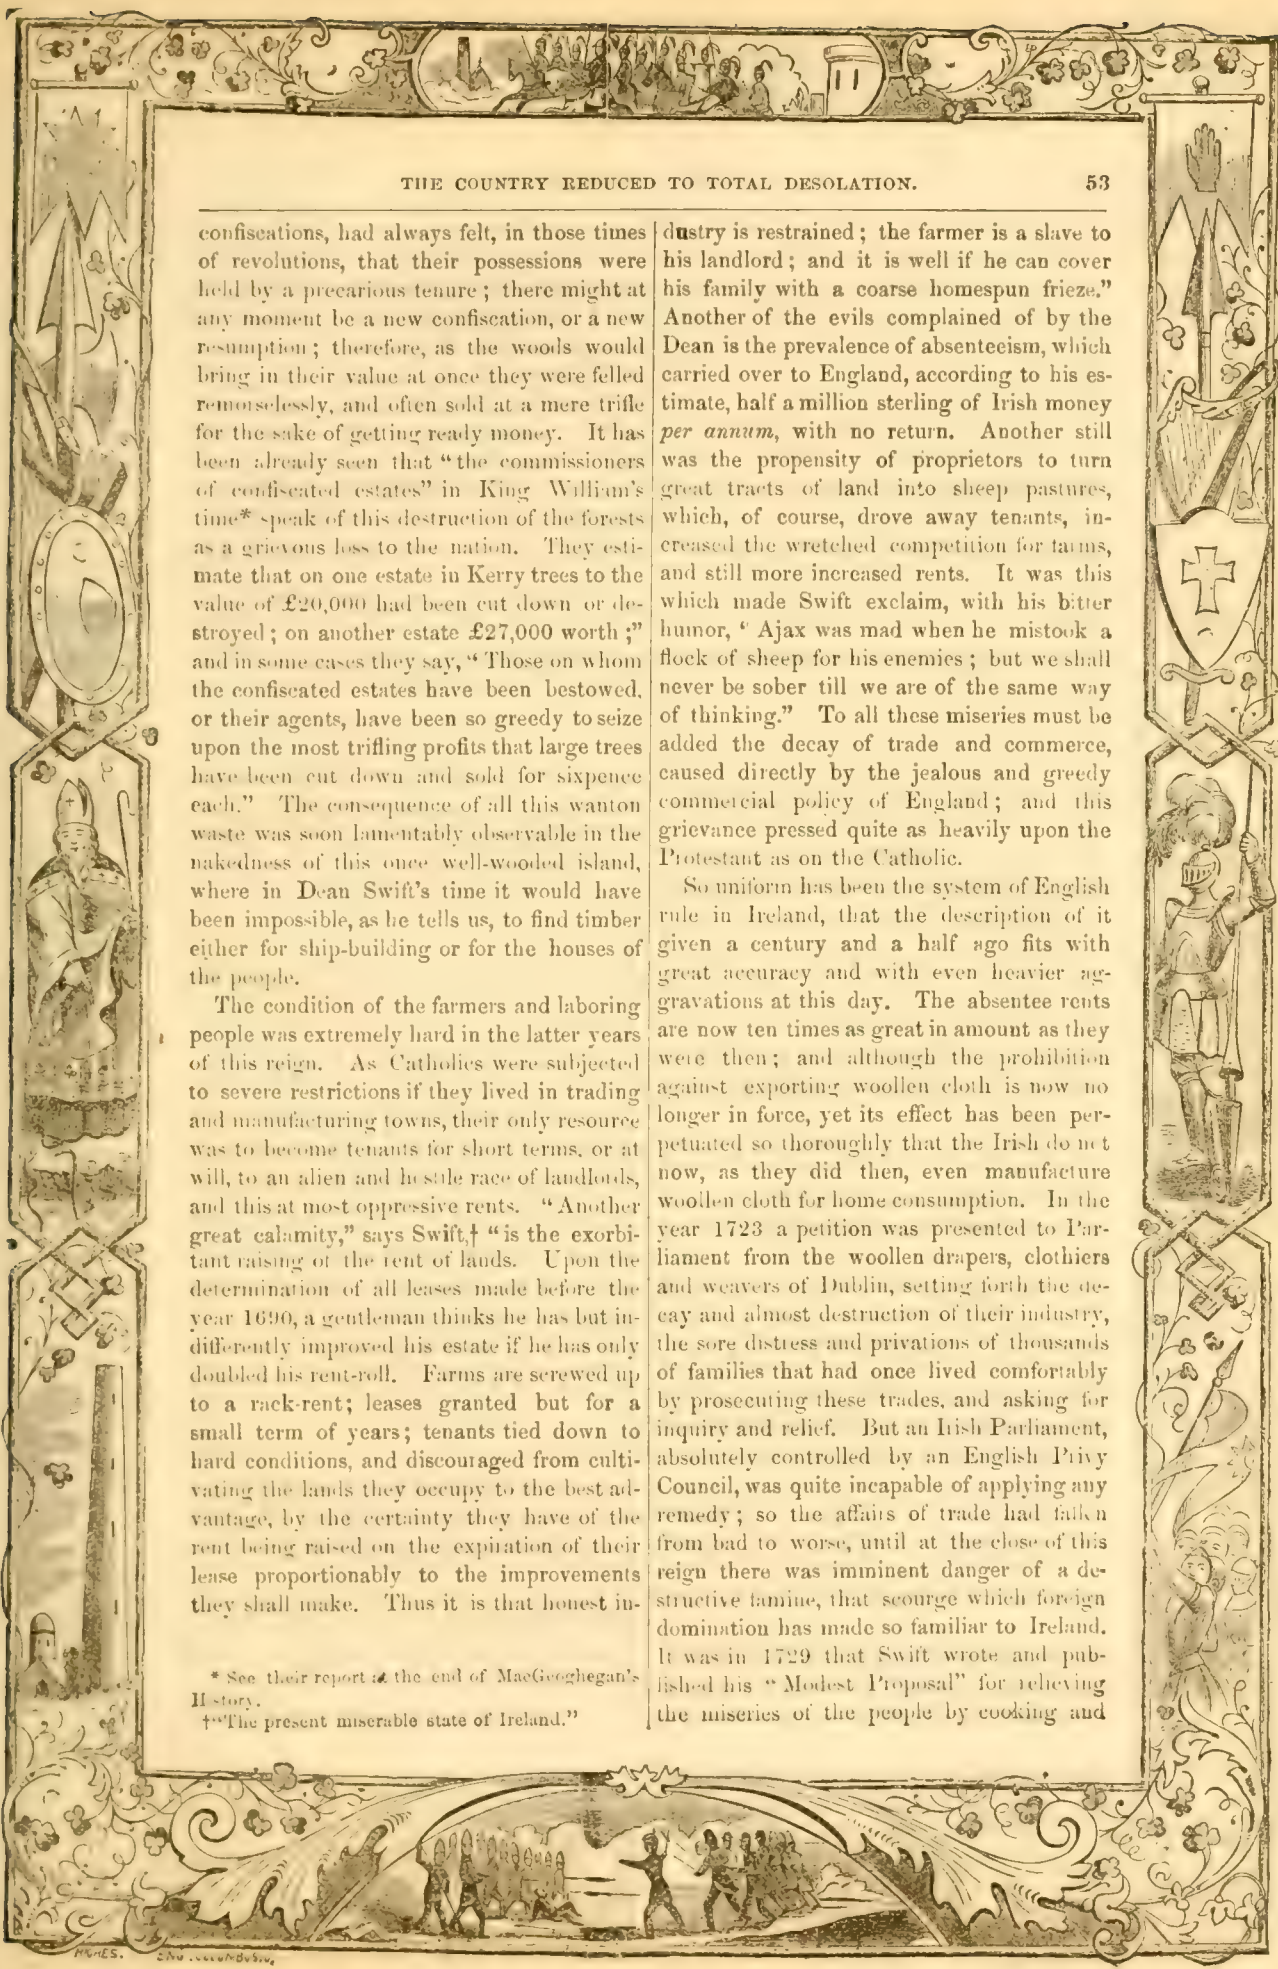 THE COUNTRY REDUCED TO TOTAL DESOLATION. 53
confiscations, had always felt, in those times
of revolutions, that their possessions were
held by a precarious tenure; there might at
any moment be a new confiscation, or a new
resumption; therefore, as the woods would
bring in their value at once they were felled
remorselessly, and often sold at a mere trifle
for the sake of getting ready money. It has
been already seen that "the commissioners
of confiscated estates" in King William's
time* speak of this destruction of the forests
as a grievous loss to the nation. They esti-
mate that on one estate in Kerry trees to the
value of £20,000 had been cut down or de-
stroyed; on another estate £27,000 worth;"
and in some cases they say, "Those on whom
the confiscated estates have been bestowed,
or their agents, have been so greedy to seize
upon the most trifling profits that large trees
have been cut down and sold for sixpence
each." The consequence of all this wanton
waste was soon lamentably observable in the
nakedness of this once well-wooded island,
where in Dean Swift's time it would have
been impossible, as he tells us, to find timber
either for ship-building or for the houses of
the people.
The condition of the farmers and laboring
people was extremely hard in the latter years
of this reign. As Catholics were subjected
to severe restrictions if they lived in trading
and manufacturing towns, their only resource
was to become tenants for short terms, or at
will, to an alien and hostile race of landlords,
and this at most oppressive rents. "Another
great calamity," says Swift,† "is the exorbi-
tant raising of the rent of lands. Upon the
determination of all leases made before the
year 1690, a gentleman thinks he has but in-
differently improved his estate if he has only
doubled his rent-roll. Farms are screwed up
to a rack-rent; leases granted but for a
small term of years; tenants tied down to
hard conditions, and discouraged from culti-
vating the lands they occupy to the best ad-
vantage, by the certainty they have of the
rent being raised on the expiration of their
lease proportionably to the improvements
they shall make. Thus it is that honest in-
* See their report at the end of MacGeoghegan's
History.
† "The present miserable state of Ireland."
dustry is restrained; the farmer is a slave to
his landlord; and it is well if he can cover
his family with a coarse homespun frieze."
Another of the evils complained of by the
Dean is the prevalence of absenteeism, which
carried over to England, according to his es-
timate, half a million sterling of Irish money
per annum, with no return. Another still
was the propensity of proprietors to turn
great tracts of land into sheep pastures,
which, of course, drove away tenants, in-
creased the wretched competition for farms,
and still more increased rents. It was this
which made Swift exclaim, with his bitter
humor, "Ajax was mad when he mistook a
flock of sheep for his enemies; but we shall
never be sober till we are of the same way
of thinking." To all these miseries must be
added the decay of trade and commerce,
caused directly by the jealous and greedy
commercial policy of England; and this
grievance pressed quite as heavily upon the
Protestant as on the Catholic.
So uniform has been the system of English
rule in Ireland, that the description of it
given a century and a half ago fits with
great accuracy and with even heavier ag-
gravations at this day. The absentee rents
are now ten times as great in amount as they
were then; and although the prohibition
against exporting woollen cloth is now no
longer in force, yet its effect has been per-
petuated so thoroughly that the Irish do not
now, as they did then, even manufacture
woollen cloth for home consumption. In the
year 1723 a petition was presented to Par-
liament from the woollen drapers, clothiers
and weavers of Dublin, setting forth the de-
cay and almost destruction of their industry,
the sore distress and privations of thousands
of families that had once lived comfortably
by prosecuting these trades, and asking for
inquiry and relief. But an Irish Parliament,
absolutely controlled by an English Privy
Council, was quite incapable of applying any
remedy; so the affairs of trade had fallen
from bad to worse, until at the close of this
reign there was imminent danger of a de-
structive famine, that scourge which foreign
domination has made so familiar to Ireland.
It was in 1729 that Swift wrote and pub-
lished his "Modest Proposal" for relieving
the miseries of the people by cooking and